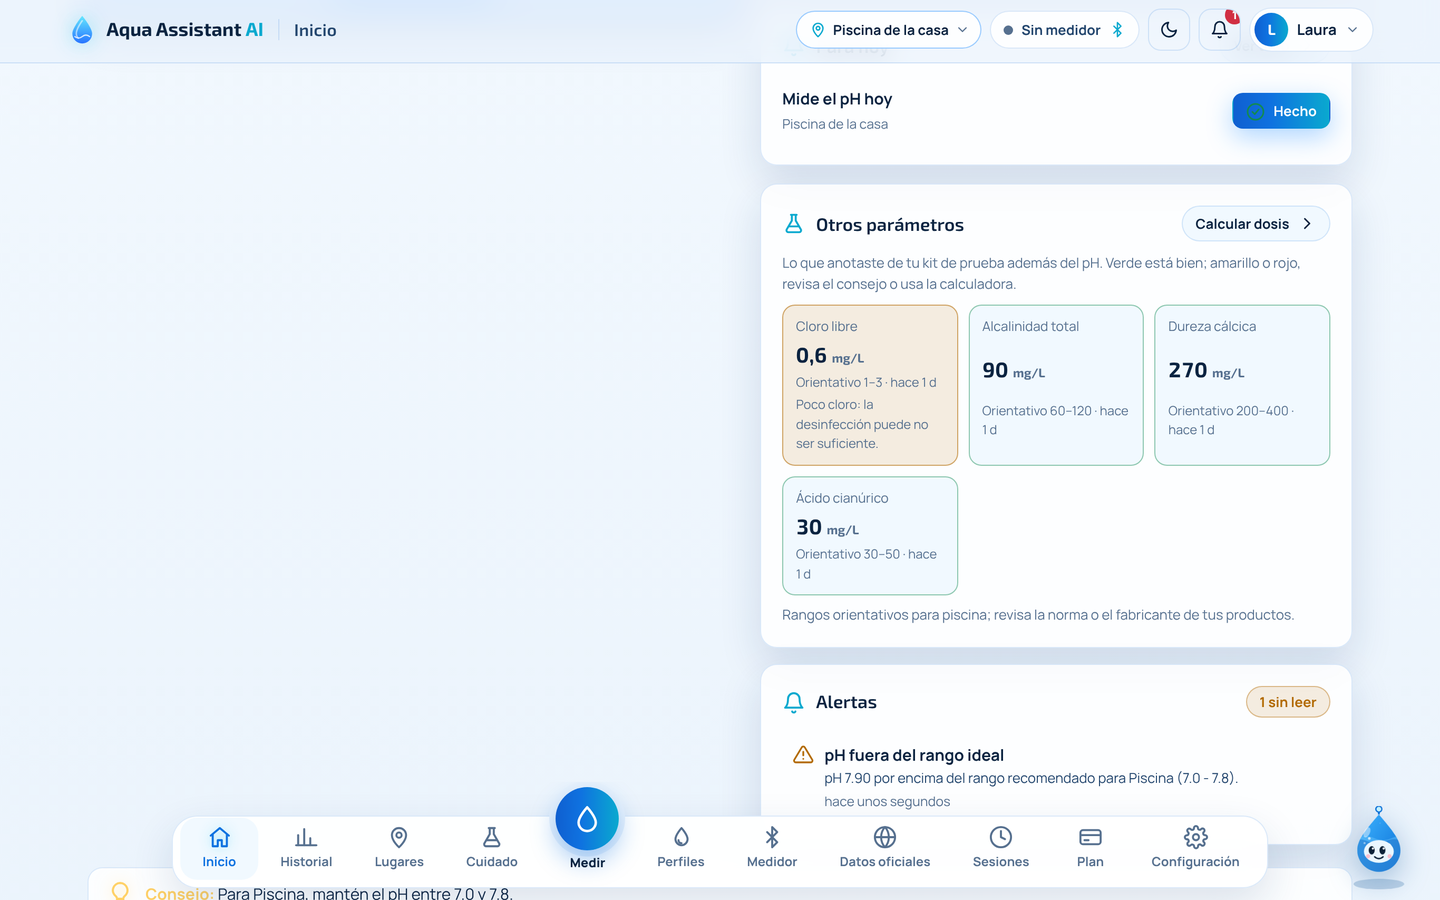 Aqua Assistant AI
Inicio
Piscina de la casa
Sin medidor
1
L
Laura
Para hoy
Mide el pH hoy
Piscina de la casa
Hecho
Otros parámetros
Calcular dosis
Lo que anotaste de tu kit de prueba además del pH. Verde está bien; amarillo o rojo,
revisa el consejo o usa la calculadora.
Cloro libre
0,6 mg/L
Orientativo 1–3 · hace 1 d
Poco cloro: la
desinfección puede no
ser suficiente.
Alcalinidad total
90 mg/L
Orientativo 60–120 · hace
1 d
Dureza cálcica
270 mg/L
Orientativo 200–400 ·
hace 1 d
Ácido cianúrico
30 mg/L
Orientativo 30–50 · hace
1 d
Rangos orientativos para piscina; revisa la norma o el fabricante de tus productos.
Alertas
1 sin leer
pH fuera del rango ideal
pH 7.90 por encima del rango recomendado para Piscina (7.0 - 7.8).
hace unos segundos
Inicio
Historial
Lugares
Cuidado
Medir
Perfiles
Medidor
Datos oficiales
Sesiones
Plan
Configuración
Consejo: Para Piscina, mantén el pH entre 7.0 y 7.8.